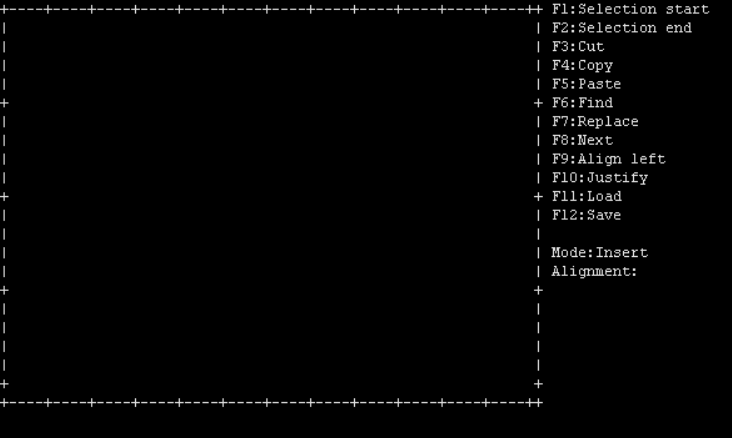 F1:Selection start
F2:Selection end
F3:Cut
F4:Copy
F5:Paste
F6:Find
F7:Replace
F8:Next
F9:Align left
F10:Justify
F11:Load
F12:Save
Mode:Insert
Alignment: